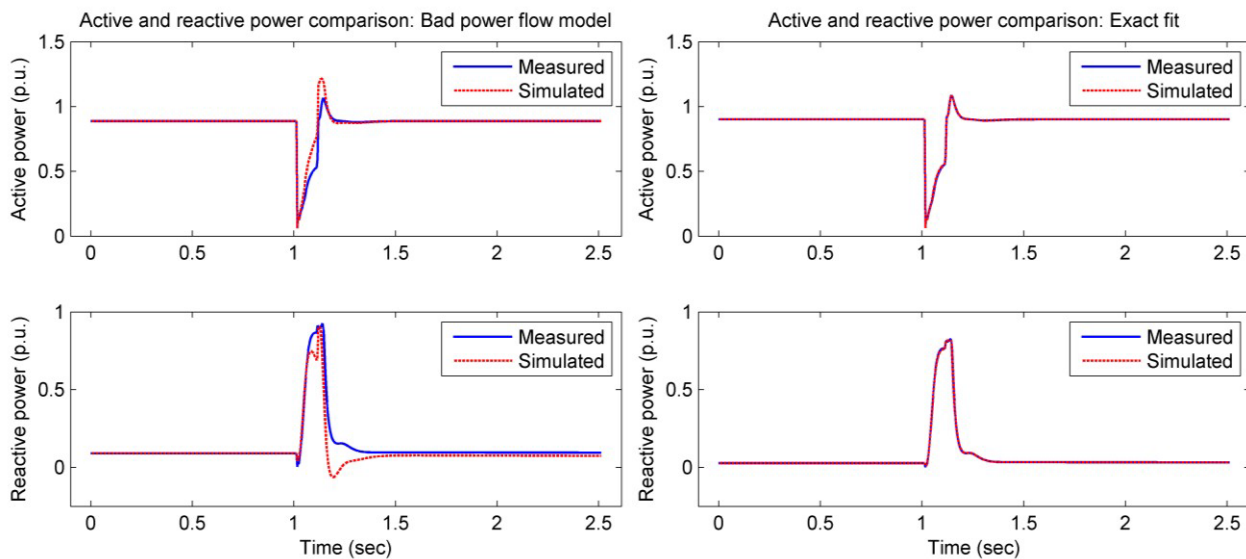 Active and reactive power comparison: Bad power flow model
Active power (p.u.)
1.5
1
0.5
0
Measured
Simulated
0
0.5
1
1.5
2
2.5
Reactive power (p.u.)
1
0.5
0
Measured
Simulated
0
0.5
1
1.5
2
2.5
Time (sec)
Active and reactive power comparison: Exact fit
Active power (p.u.)
1.5
1
0.5
0
Measured
Simulated
0
0.5
1
1.5
2
2.5
Reactive power (p.u.)
1
0.5
0
Measured
Simulated
0
0.5
1
1.5
2
2.5
Time (sec)